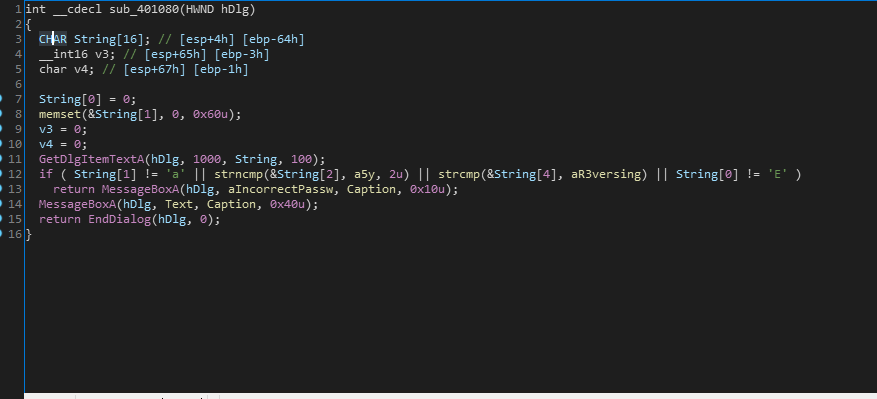 1 int __cdecl sub_401080(HWND hDlg)
2 {
3 CHAR String[16]; // [esp+4h] [ebp-64h]
4 __int16 v3; // [esp+65h] [ebp-3h]
5 char v4; // [esp+67h] [ebp-1h]
6
7 String[0] = 0;
8 memset(&String[1], 0, 0x60u);
9 v3 = 0;
10 v4 = 0;
11 GetDlgItemTextA(hDlg, 1000, String, 100);
12 if ( String[1] != 'a' || strncmp(&String[2], a5y, 2u) || strcmp(&String[4], aR3versing) || String[0] != 'E' )
13 return MessageBoxA(hDlg, aIncorrectPassw, Caption, 0x10u);
14 MessageBoxA(hDlg, Text, Caption, 0x40u);
15 return EndDialog(hDlg, 0);
16 }